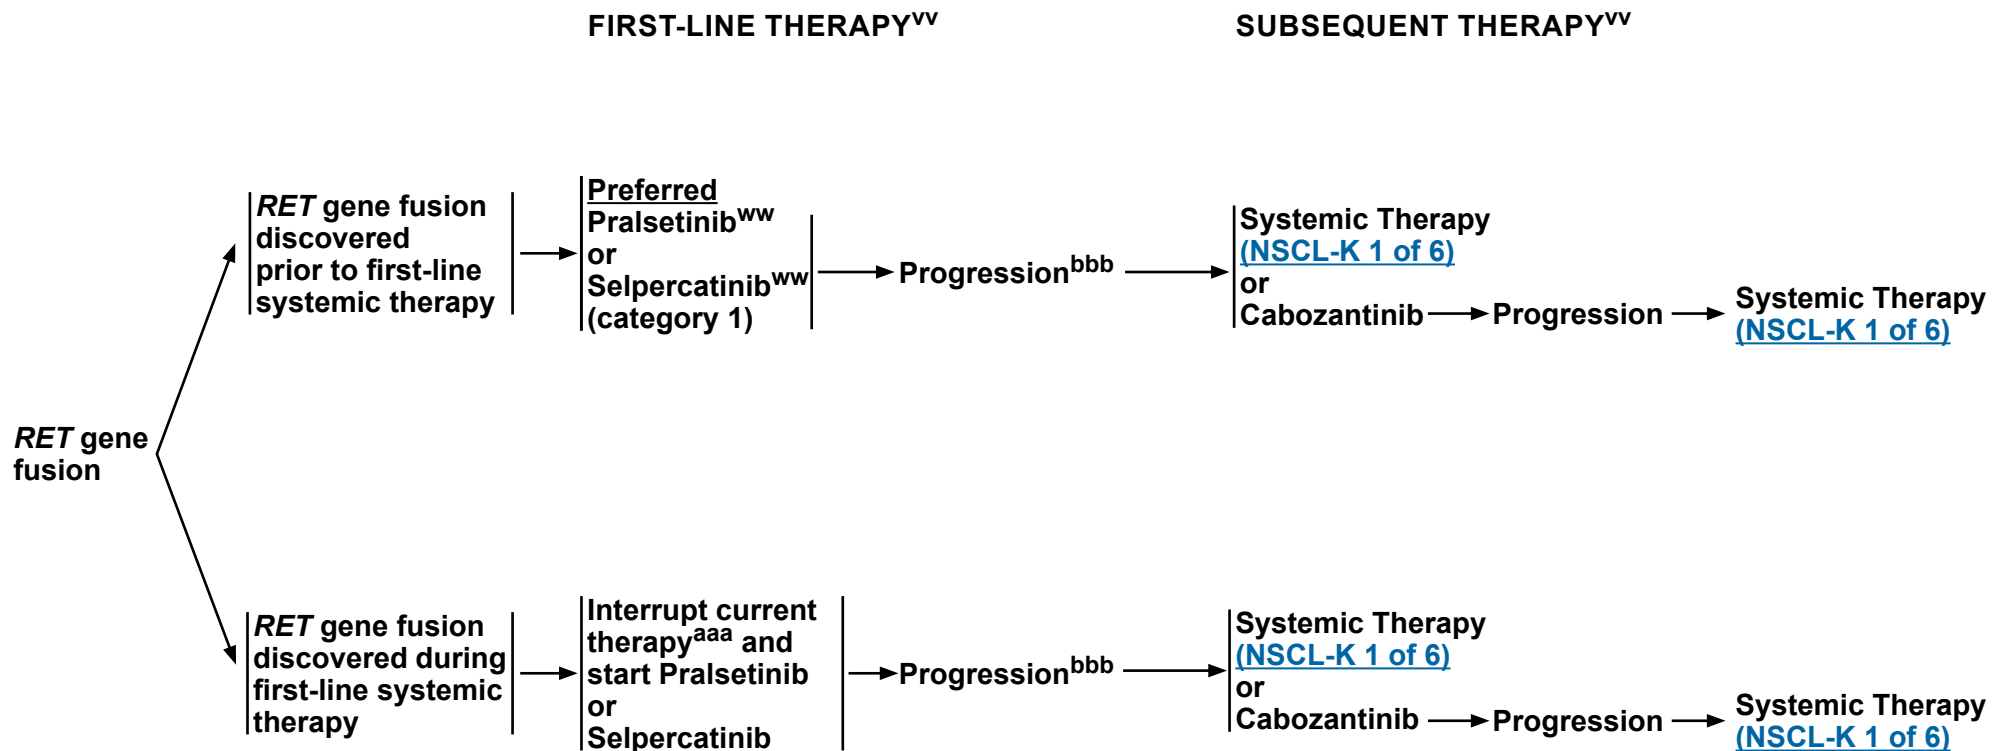 FIRST-LINE THERAPYvv
SUBSEQUENT THERAPYvv
RET gene fusion
discovered
prior to first-line
systemic therapy
Preferred
Pralsetinibww
or
Selpercatinibww
(category 1)
Progressionbbb
Systemic Therapy
(NSCL-K 1 of 6)
or
Cabozantinib
Progression
Systemic Therapy
(NSCL-K 1 of 6)
RET gene
fusion
RET gene fusion
discovered during
first-line systemic
therapy
Interrupt current
therapyaaa and
start Pralsetinib
or
Selpercatinib
Progressionbbb
Systemic Therapy
(NSCL-K 1 of 6)
or
Cabozantinib
Progression
Systemic Therapy
(NSCL-K 1 of 6)